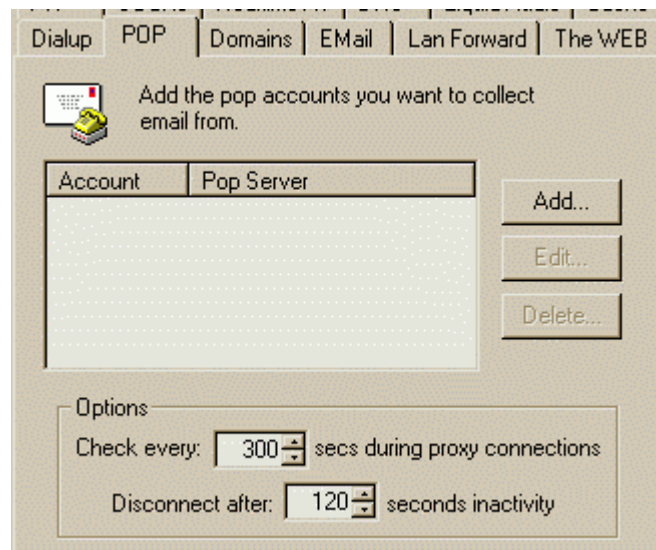 Dialup POP Domains EMail Lan Forward The WEB
Add the pop accounts you want to collect
email from.
Account Pop Server
Add...
Edit...
Delete...
Options
Check every: 300 secs during proxy connections
Disconnect after: 120 seconds inactivity